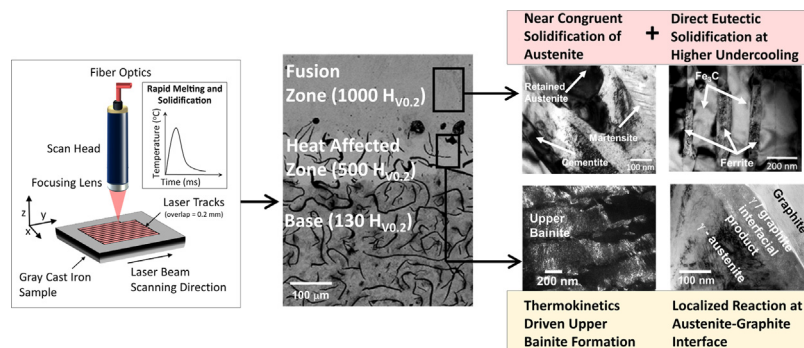 Fiber Optics
Rapid Melting and
Solidification
Temperature (°C)
Time (ms)
Scan Head
Focusing Lens
Laser Tracks
(overlap = 0.2 mm)
z
y
x
Gray Cast Iron
Sample
Laser Beam
Scanning Direction
Fusion
Zone (1000 HV0.2)
Heat Affected
Zone (500 HV0.2)
Base (130 HV0.2)
100 μm
Near Congruent
Solidification of
Austenite
+
Direct Eutectic
Solidification at
Higher Undercooling
Retained
Austenite
Martensite
Cementite
100 nm
Fe3C
Ferrite
200 nm
Upper
Bainite
200 nm
Graphite
γ / graphite
interfacial
product
γ - austenite
100 nm
Thermokinetics
Driven Upper
Bainite Formation
Localized Reaction at
Austenite-Graphite
Interface